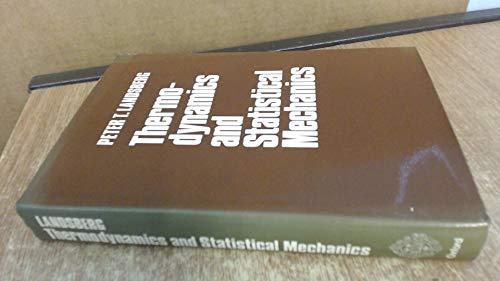 PETER T. LANDSBERG
Thermo-
dynamics
and
Statistical
Mechanics
LANDSBERG
Thermodynamics and Statistical Mechanics
Oxford